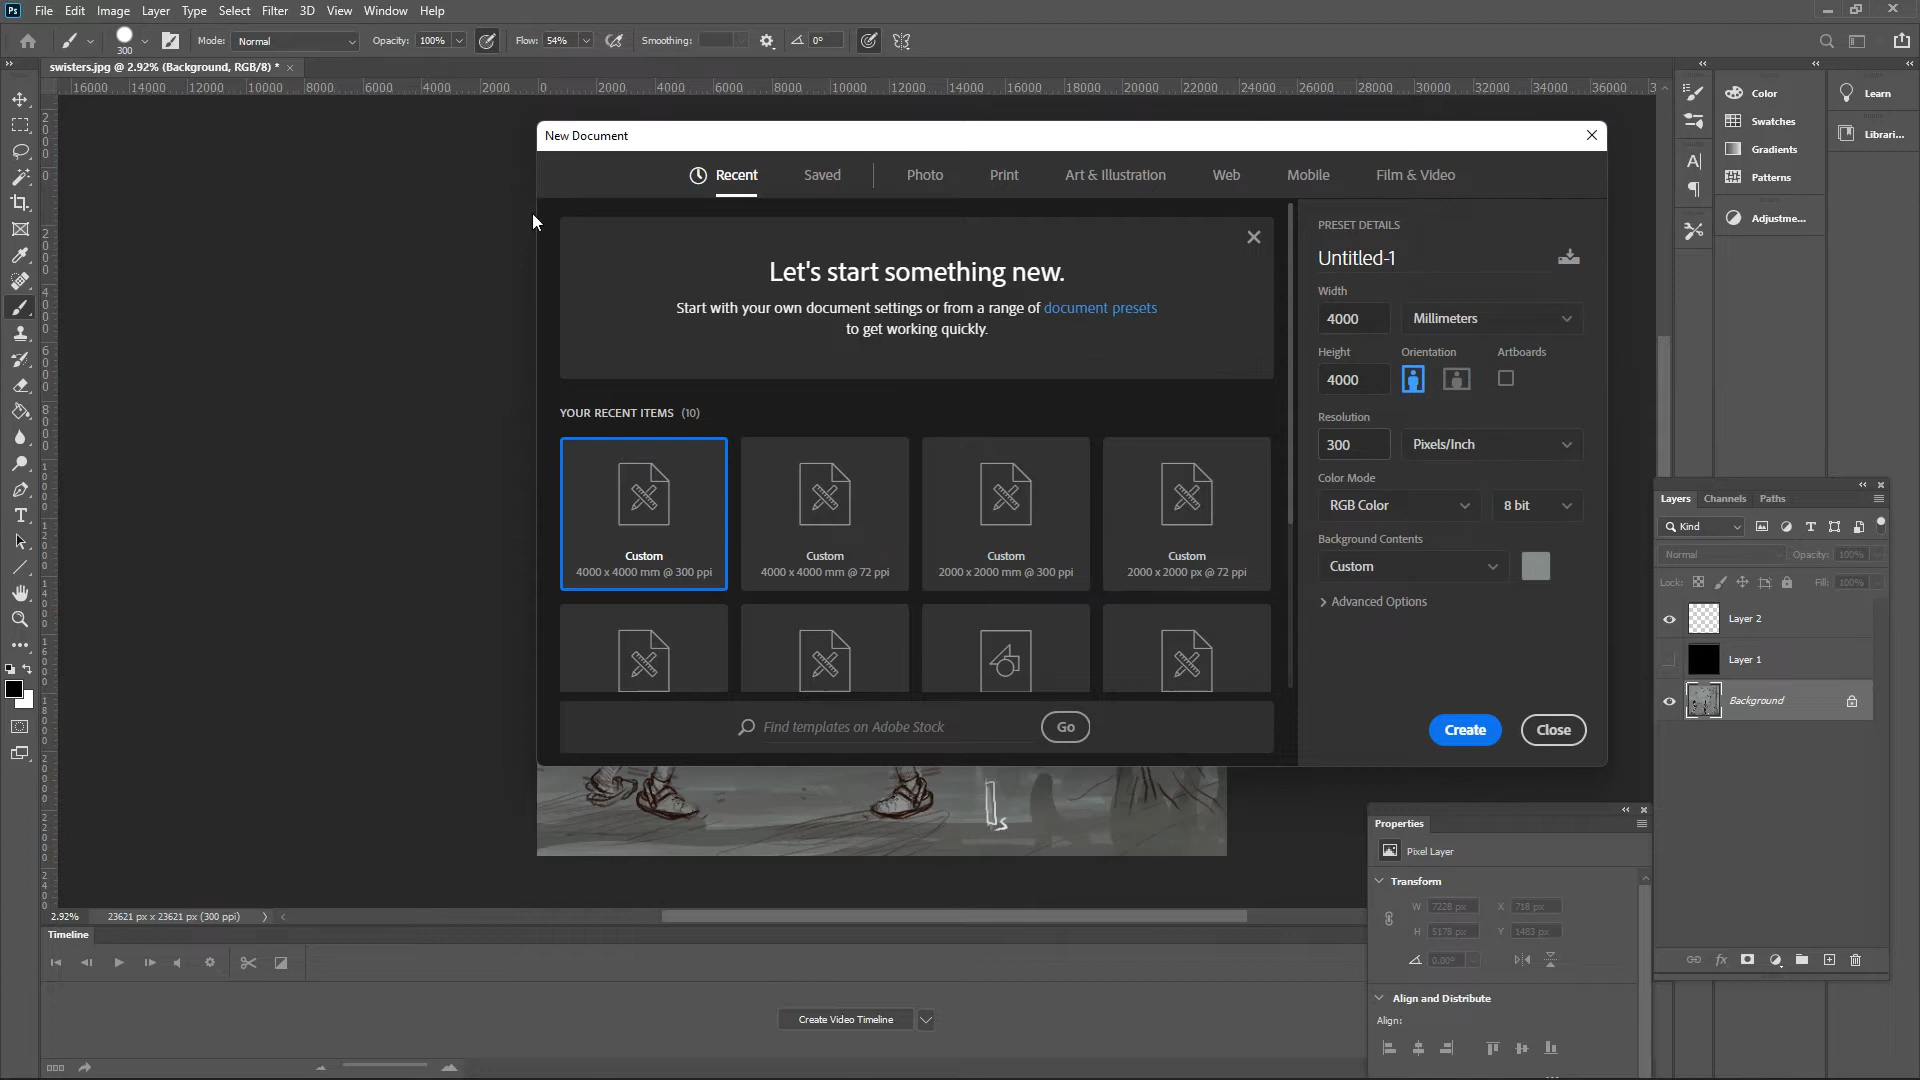 Ps File Edit Image Layer Type Select Filter 3D View Window Help
300 Mode: Normal Opacity: 100% Flow: 54% Smoothing: 0°
swisters.jpg @ 2.92% (Background, RGB/8) *
16000 14000 12000 10000 8000 6000 4000 2000 0 2000 4000 6000 8000 10000 12000 14000 16000 18000 20000 22000 24000 26000 28000 30000 32000 34000 36000
New Document
Recent Saved Photo Print Art & Illustration Web Mobile Film & Video
Let's start something new.
Start with your own document settings or from a range of document presets
to get working quickly.
YOUR RECENT ITEMS (10)
Custom
4000 x 4000 mm @ 300 ppi
Custom
4000 x 4000 mm @ 72 ppi
Custom
2000 x 2000 mm @ 300 ppi
Custom
2000 x 2000 px @ 72 ppi
Find templates on Adobe Stock Go
PRESET DETAILS
Untitled-1
Width
4000 Millimeters
Height Orientation Artboards
4000
Resolution
300 Pixels/Inch
Color Mode
RGB Color 8 bit
Background Contents
Custom
Advanced Options
Create Close
Color
Swatches
Gradients
Patterns
Adjustme...
Learn
Librari...
Layers Channels Paths
Kind
Normal Opacity: 100%
Lock: Fill: 100%
Layer 2
Layer 1
Background
fx
Properties
Pixel Layer
Transform
W 7228 px X 718 px
H 5178 px Y 1483 px
0.00°
Align and Distribute
Align:
2.92% 23621 px x 23621 px (300 ppi)
Timeline
Create Video Timeline